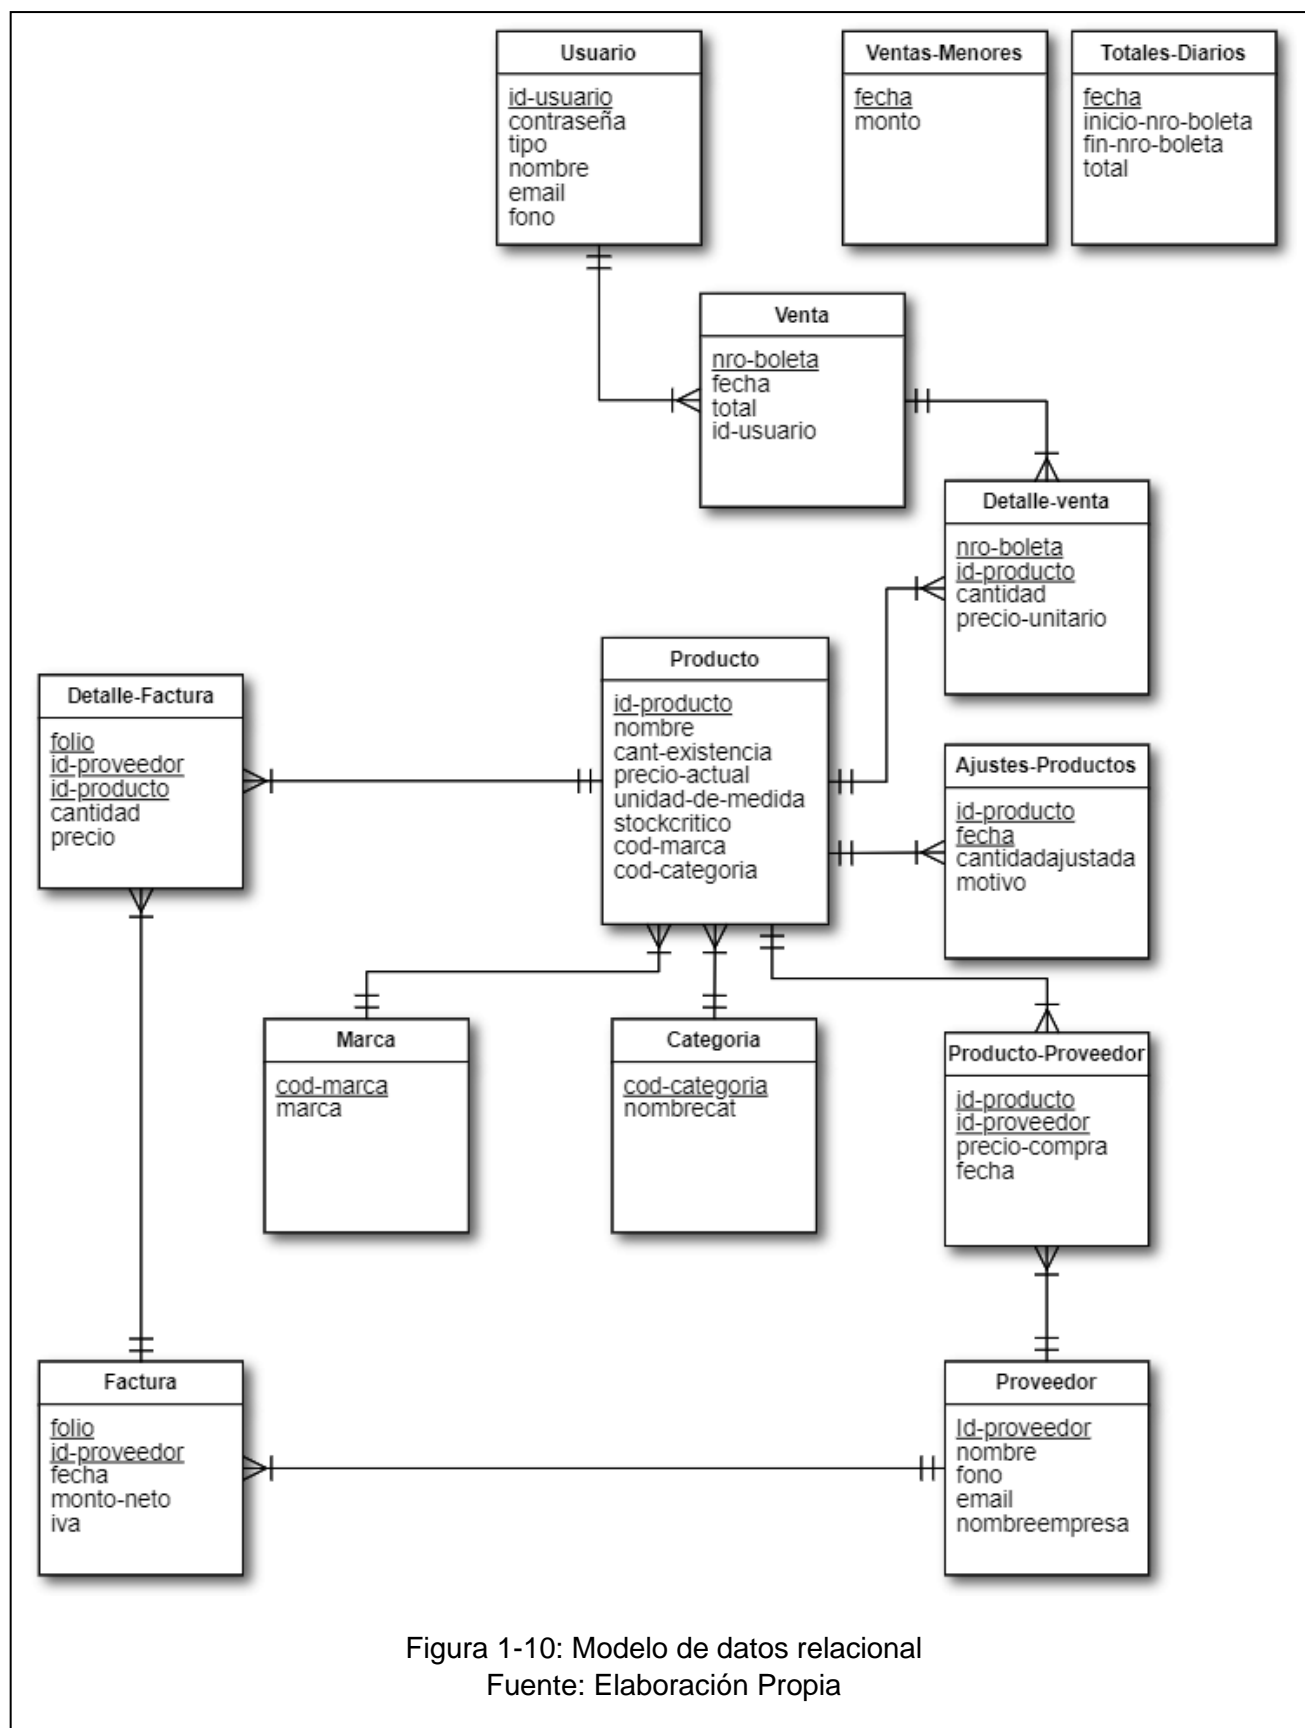 Usuario
id-usuario
contraseña
tipo
nombre
email
fono
Ventas-Menores
fecha
monto
Totales-Diarios
fecha
inicio-nro-boleta
fin-nro-boleta
total
Venta
nro-boleta
fecha
total
id-usuario
Detalle-venta
nro-boleta
id-producto
cantidad
precio-unitario
Producto
id-producto
nombre
cant-existencia
precio-actual
unidad-de-medida
stockcritico
cod-marca
cod-categoria
Detalle-Factura
folio
id-proveedor
id-producto
cantidad
precio
Ajustes-Productos
id-producto
fecha
cantidadajustada
motivo
Marca
cod-marca
marca
Categoria
cod-categoria
nombrecat
Producto-Proveedor
id-producto
id-proveedor
precio-compra
fecha
Factura
folio
id-proveedor
fecha
monto-neto
iva
Proveedor
Id-proveedor
nombre
fono
email
nombreempresa
Figura 1-10: Modelo de datos relacional
Fuente: Elaboración Propia